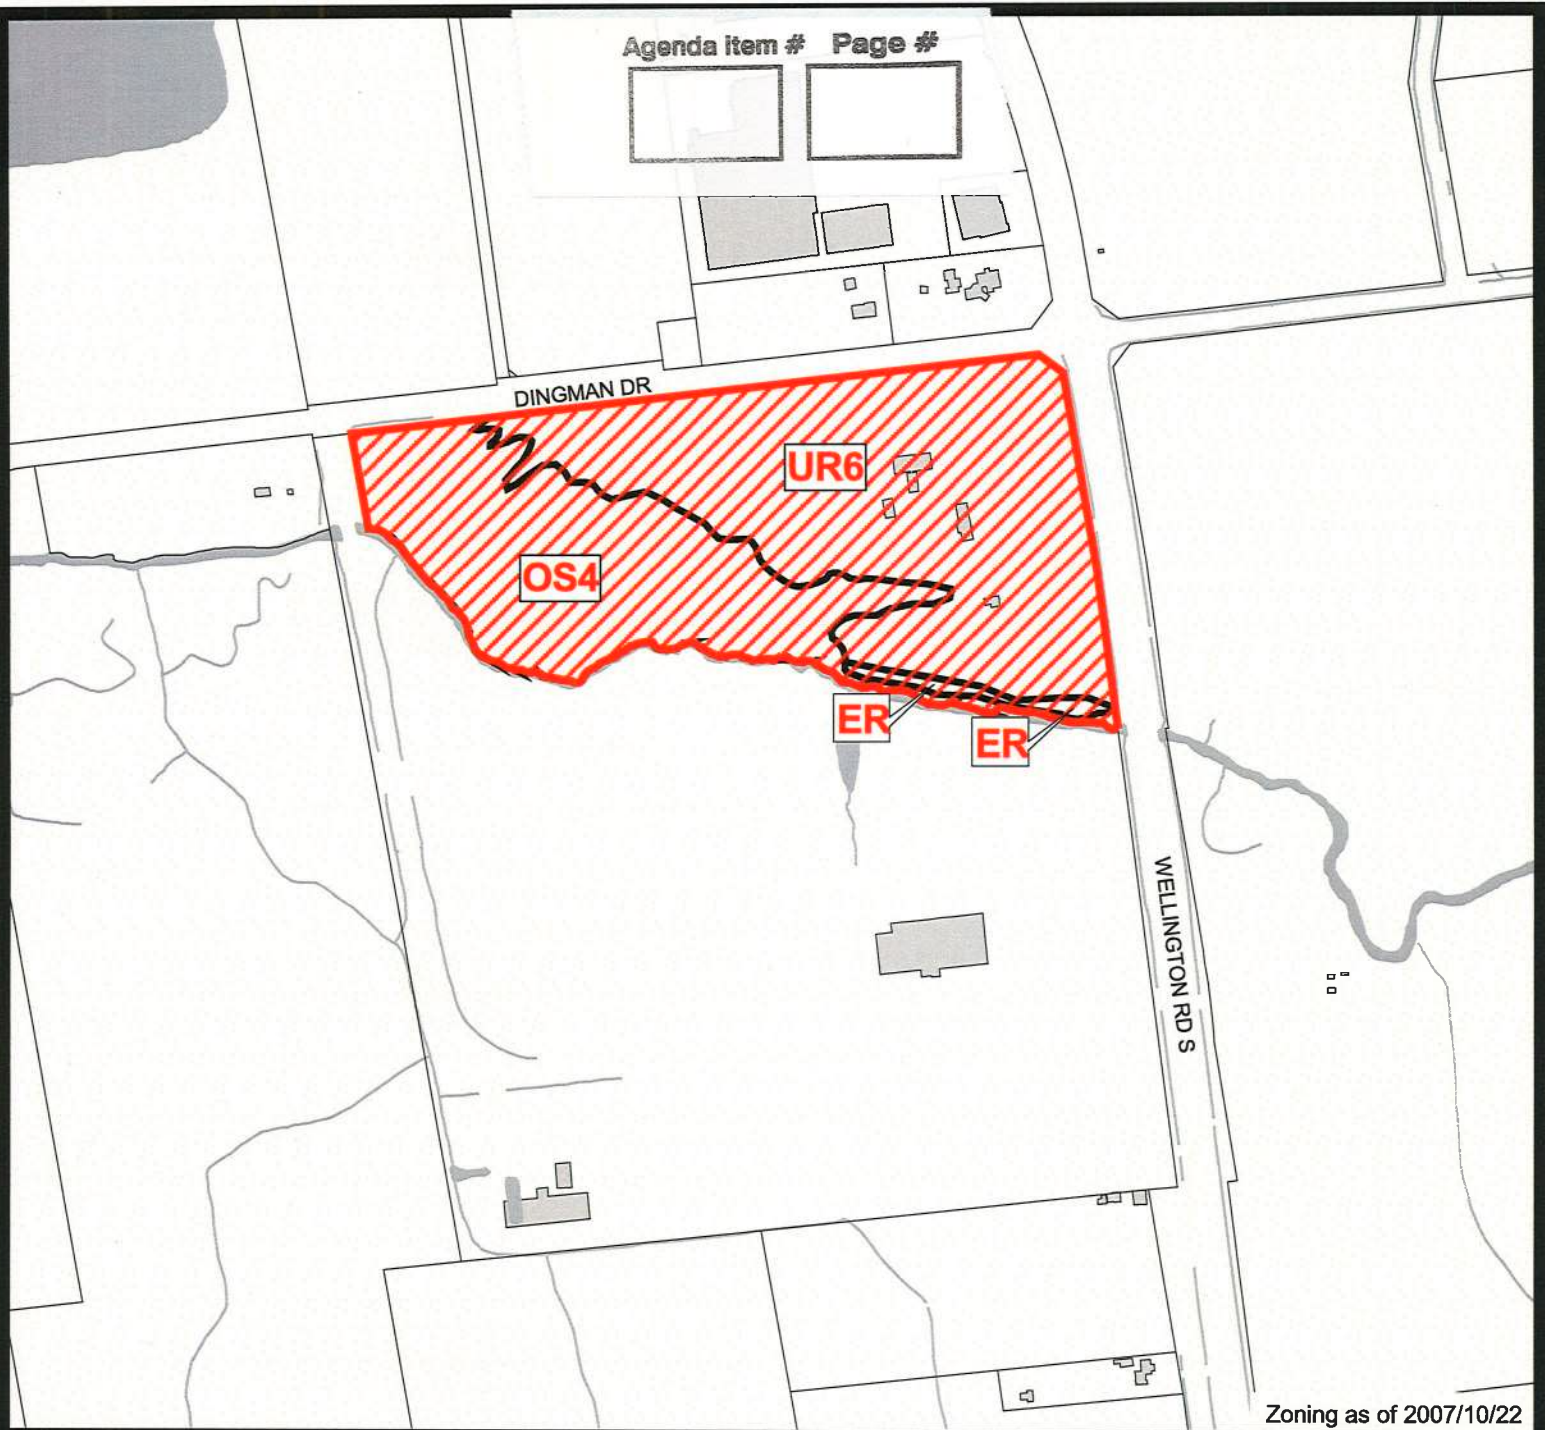 Agenda Item # Page #
DINGMAN DR
UR6
OS4
ER
ER
WELLINGTON RD S
Zoning as of 2007/10/22